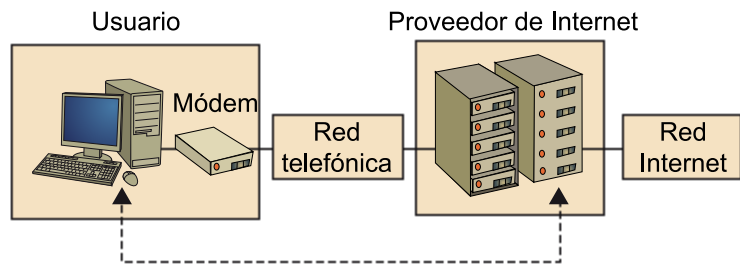 Usuario
Proveedor de Internet
Módem
Red
telefónica
Red
Internet